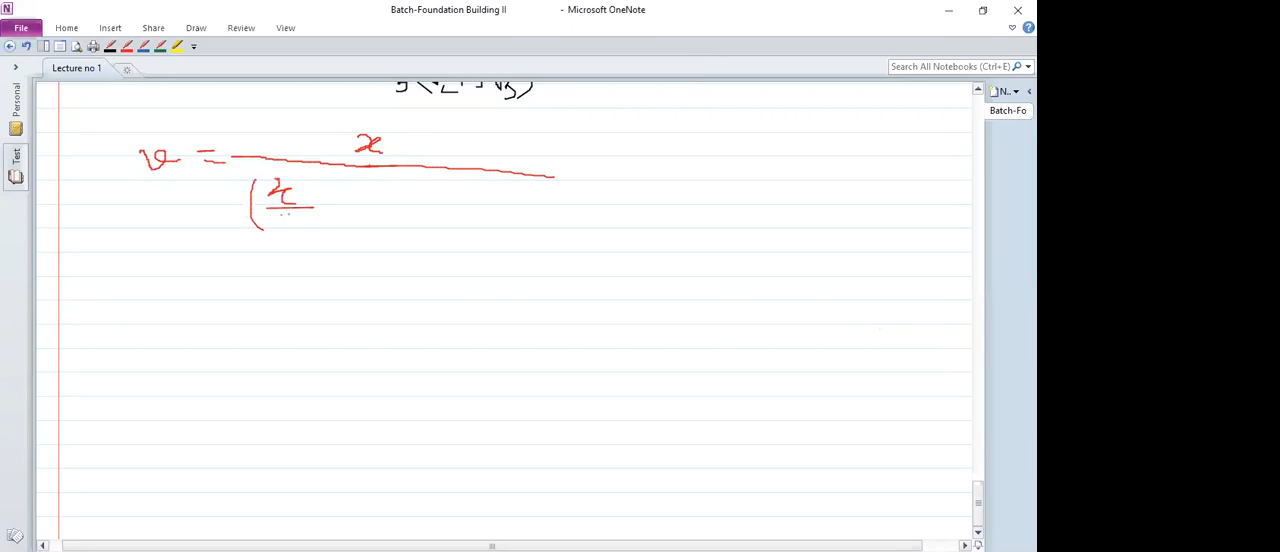 Batch-Foundation Building II - Microsoft OneNote
File Home Insert Share Draw Review View
Lecture no 1
Search All Notebooks (Ctrl+E)
N..
Batch-Fo
Personal
Test
v = x
(x